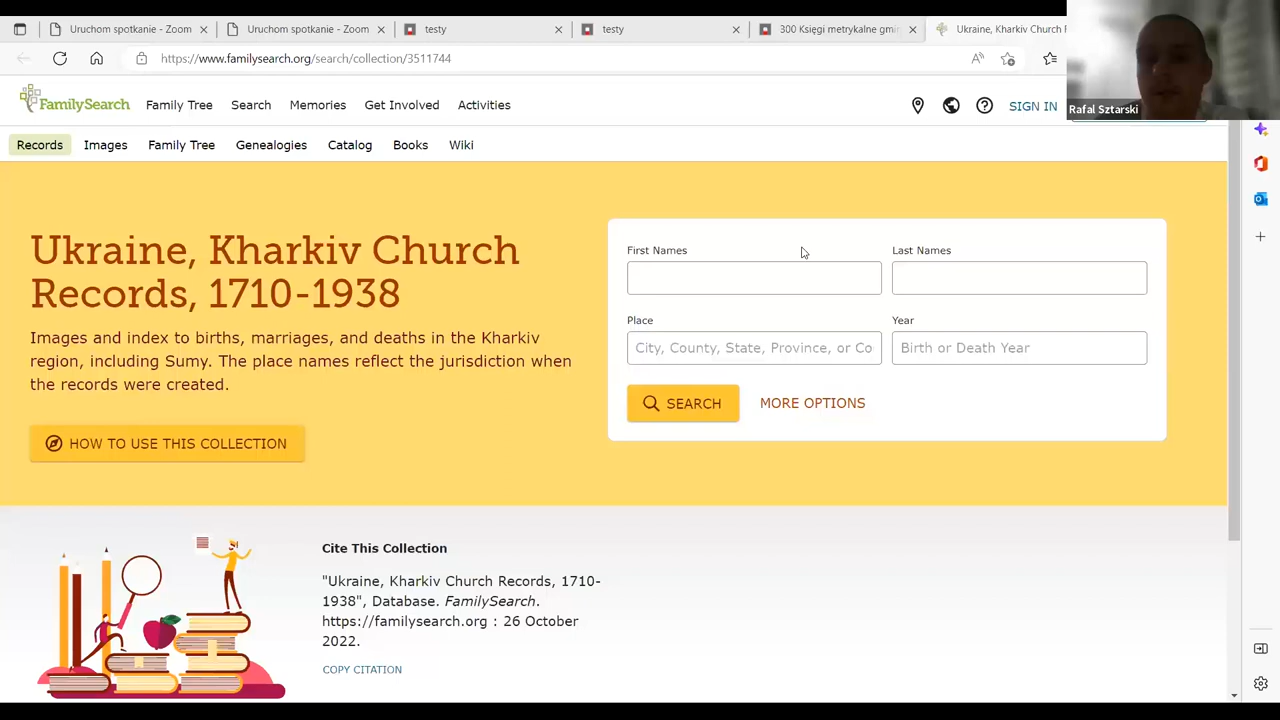 Uruchom spotkanie - Zoom
Uruchom spotkanie - Zoom
testy
testy
300 Księgi metrykalne gmi
Ukraine, Kharkiv Church R
https://www.familysearch.org/search/collection/3511744
FamilySearch
Family Tree
Search
Memories
Get Involved
Activities
SIGN IN
Rafal Sztarski
Records
Images
Family Tree
Genealogies
Catalog
Books
Wiki
Ukraine, Kharkiv Church
Records, 1710-1938
Images and index to births, marriages, and deaths in the Kharkiv
region, including Sumy. The place names reflect the jurisdiction when
the records were created.
HOW TO USE THIS COLLECTION
First Names
Last Names
Place
Year
City, County, State, Province, or Co
Birth or Death Year
SEARCH
MORE OPTIONS
Cite This Collection
"Ukraine, Kharkiv Church Records, 1710-
1938", Database. FamilySearch.
https://familysearch.org : 26 October
2022.
COPY CITATION